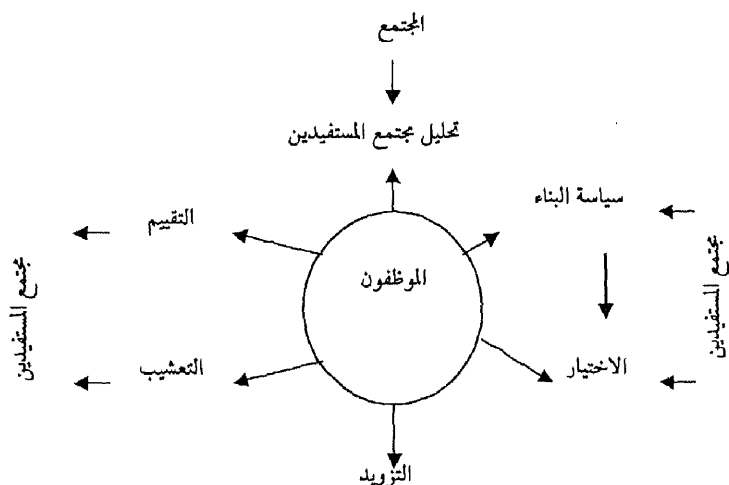 المجتمع
تحليل مجتمع المستفيدين
سياسة البناء
التقييم
الموظفون
مجتمع المستفيدين
مجتمع المستفيدين
الاختيار
التعشيب
التزويد